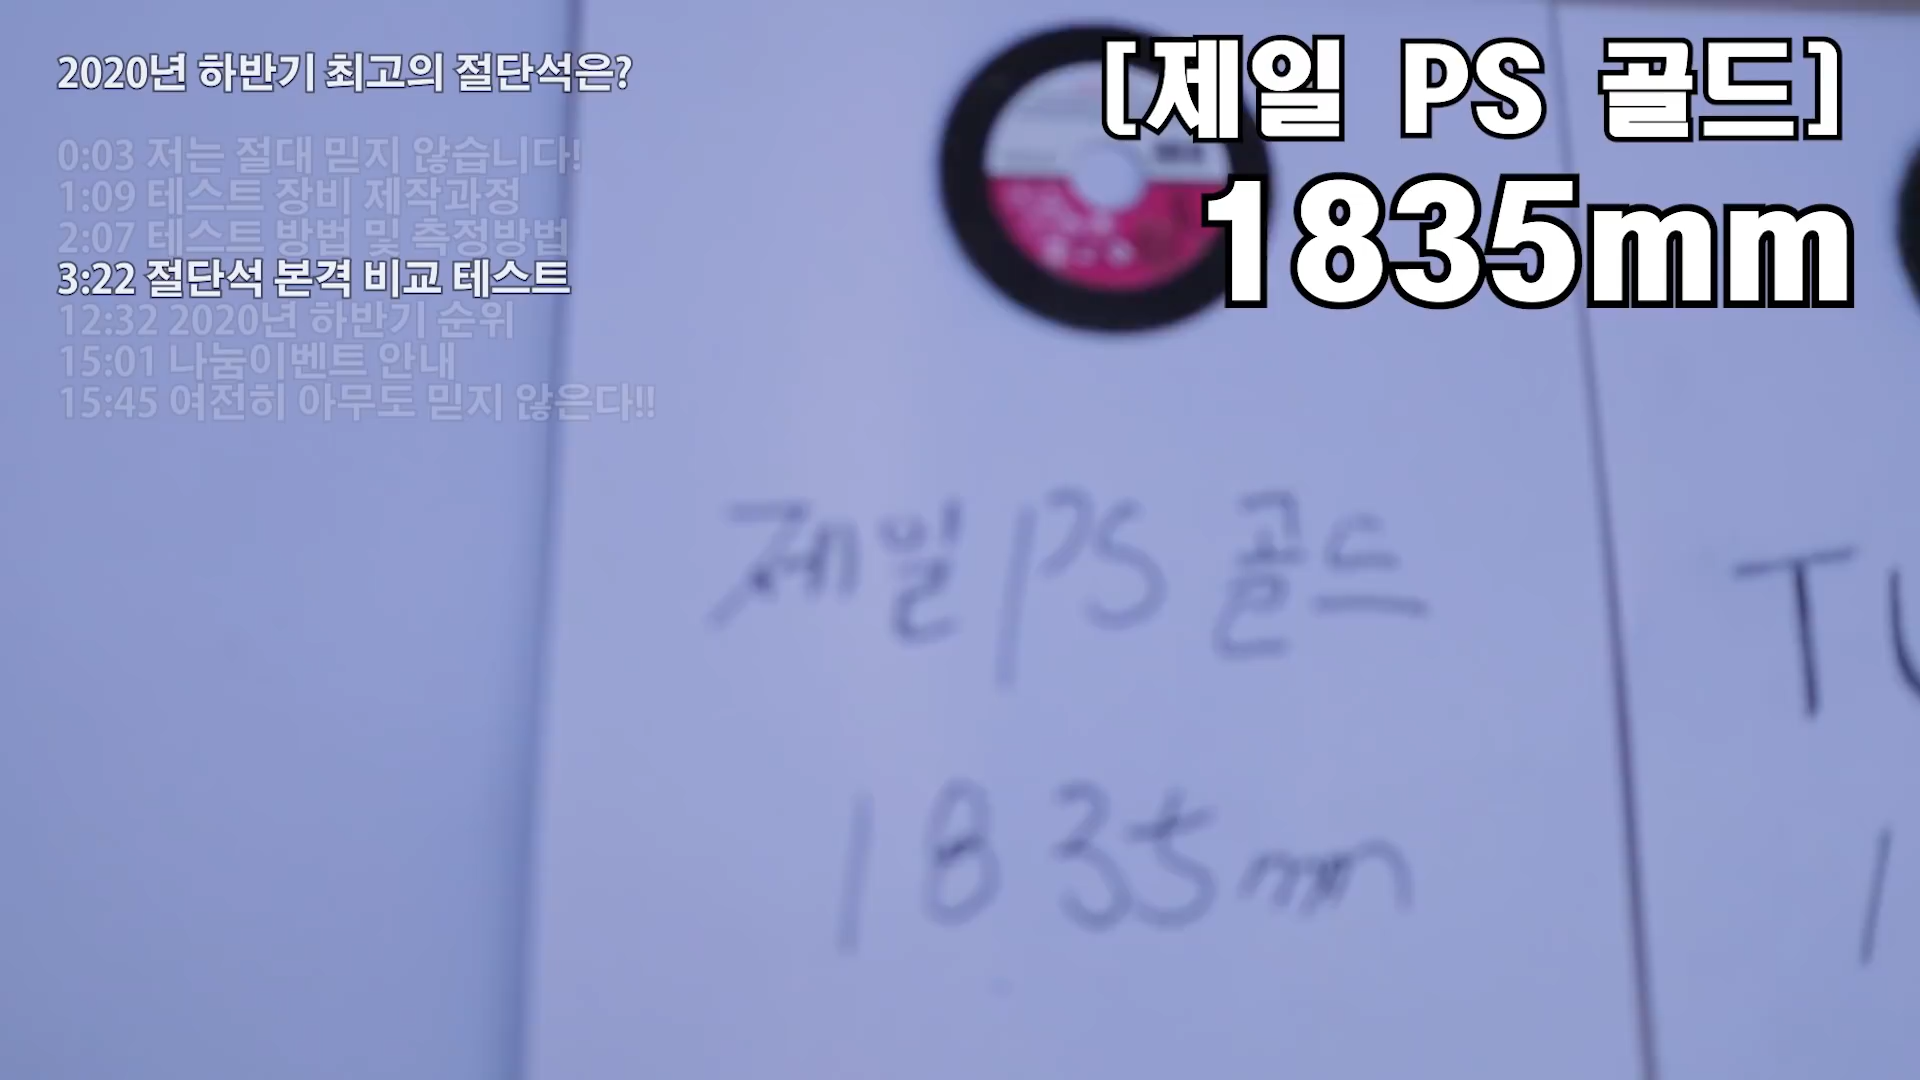 2020년 하반기 최고의 절단석은?
0:03 저는 절대 믿지 않습니다!
1:09 테스트 장비 제작과정
2:07 테스트 방법 및 측정방법
3:22 절단석 본격 비교 테스트
12:32 2020년 하반기 순위
15:01 나눔이벤트 안내
15:45 여전히 아무도 믿지 않은다!!
[제일 PS 골드]
1835mm
제일 PS 골드
1835mm